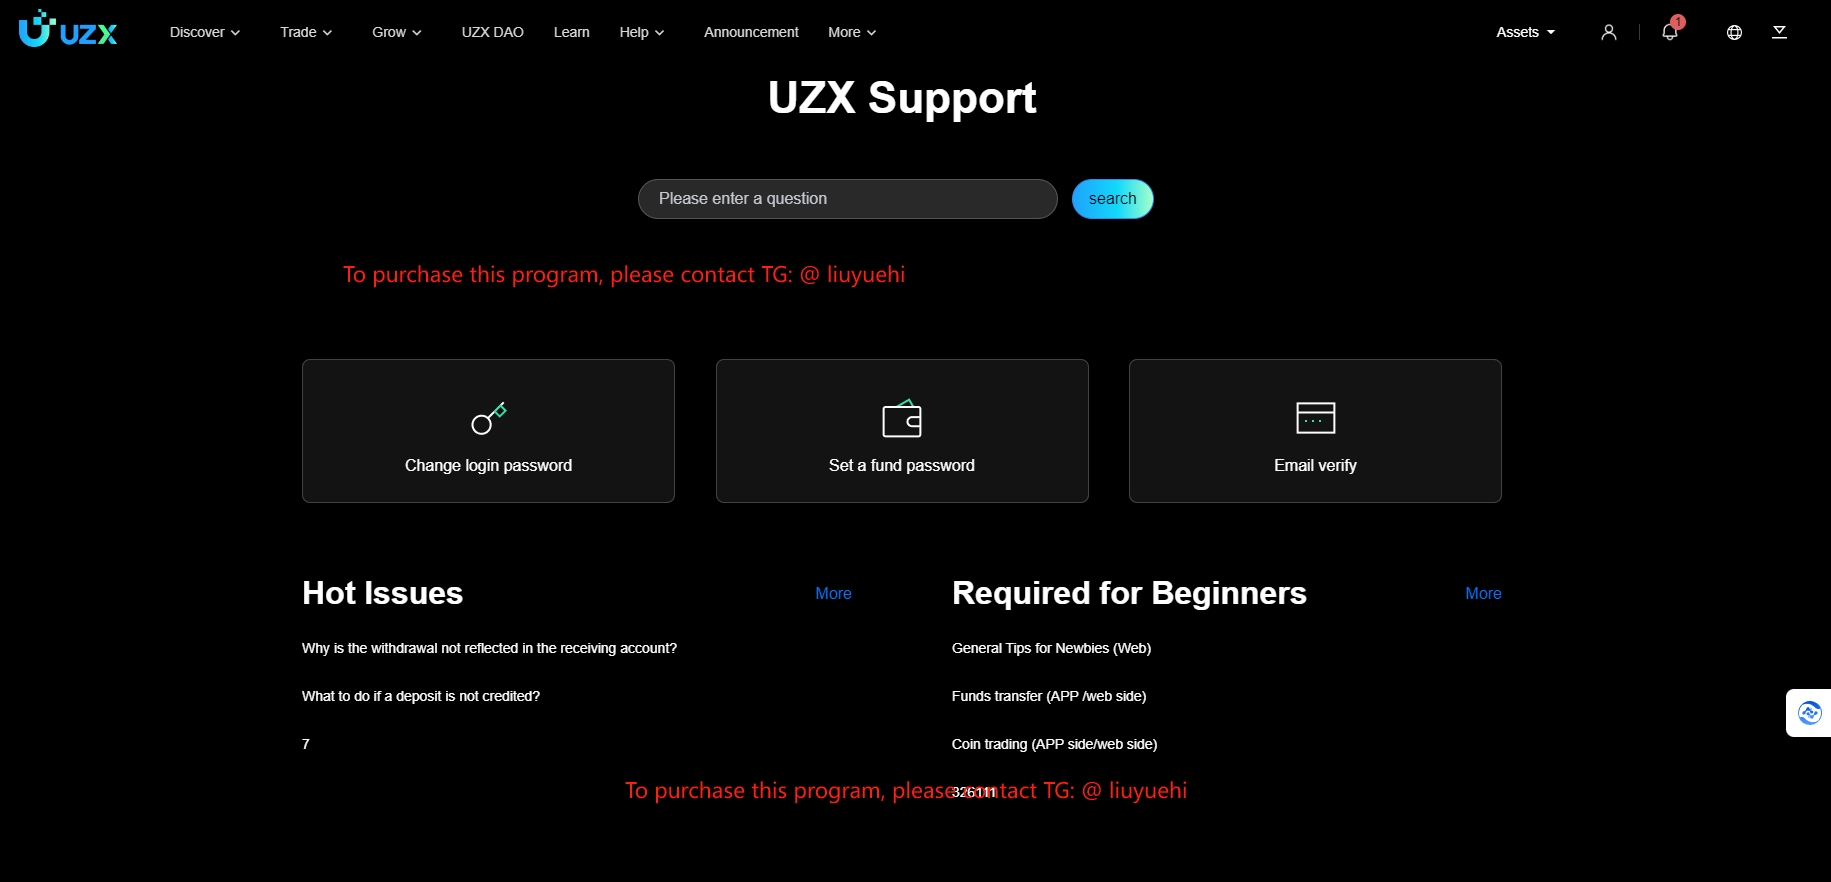 UZX
Discover Trade Grow UZX DAO Learn Help Announcement More Assets 1
UZX Support
Please enter a question search
To purchase this program, please contact TG: @ liuyuehi
Change login password Set a fund password Email verify
Hot Issues More
Why is the withdrawal not reflected in the receiving account?
What to do if a deposit is not credited?
7
Required for Beginners More
General Tips for Newbies (Web)
Funds transfer (APP /web side)
Coin trading (APP side/web side)
326111
To purchase this program, please contact TG: @ liuyuehi